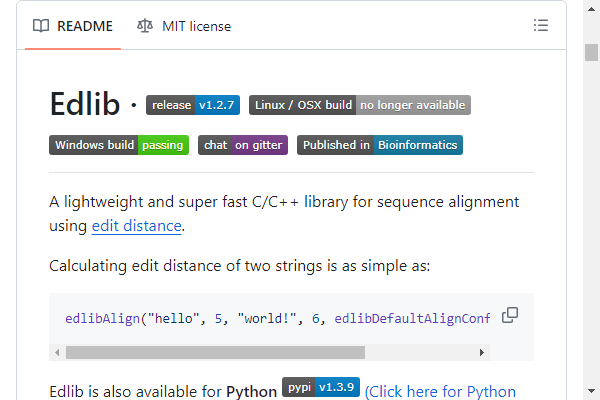 README MIT license
Edlib · release v1.2.7 Linux / OSX build no longer available
Windows build passing chat on gitter Published in Bioinformatics
A lightweight and super fast C/C++ library for sequence alignment
using edit distance.
Calculating edit distance of two strings is as simple as:
edlibAlign("hello", 5, "world!", 6, edlibDefaultAlignConf
Edlib is also available for Python pypi v1.3.9 (Click here for Python